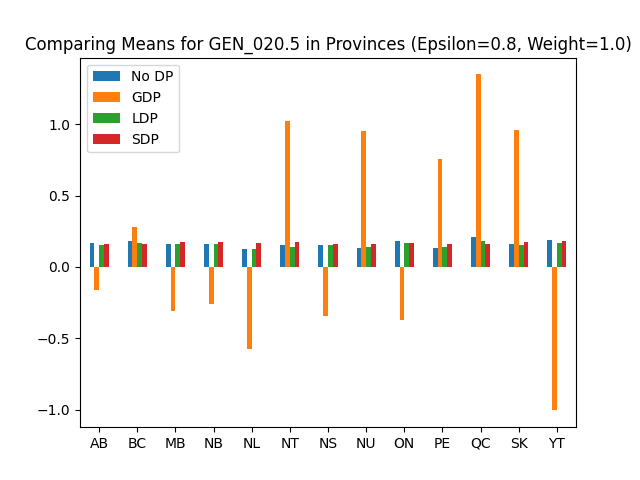 Comparing Means for GEN_020.5 in Provinces (Epsilon=0.8, Weight=1.0)
No DP
GDP
LDP
SDP
1.0
0.5
0.0
−0.5
−1.0
AB BC MB NB NL NT NS NU ON PE QC SK YT